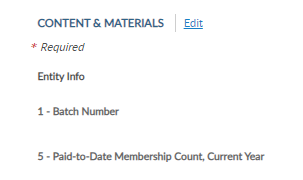 CONTENT & MATERIALS Edit
* Required
Entity Info
1 - Batch Number
5 - Paid-to-Date Membership Count, Current Year